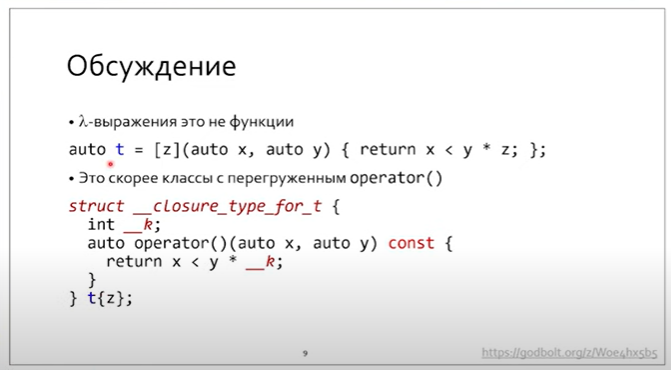 Обсуждение
• λ-выражения это не функции
auto t = [z](auto x, auto y) { return x < y * z; };
• Это скорее классы с перегруженным operator()
struct __closure_type_for_t {
int __k;
auto operator()(auto x, auto y) const {
return x < y * __k;
}
} t{z};
9
https://godbolt.org/z/Woe4hx5b5